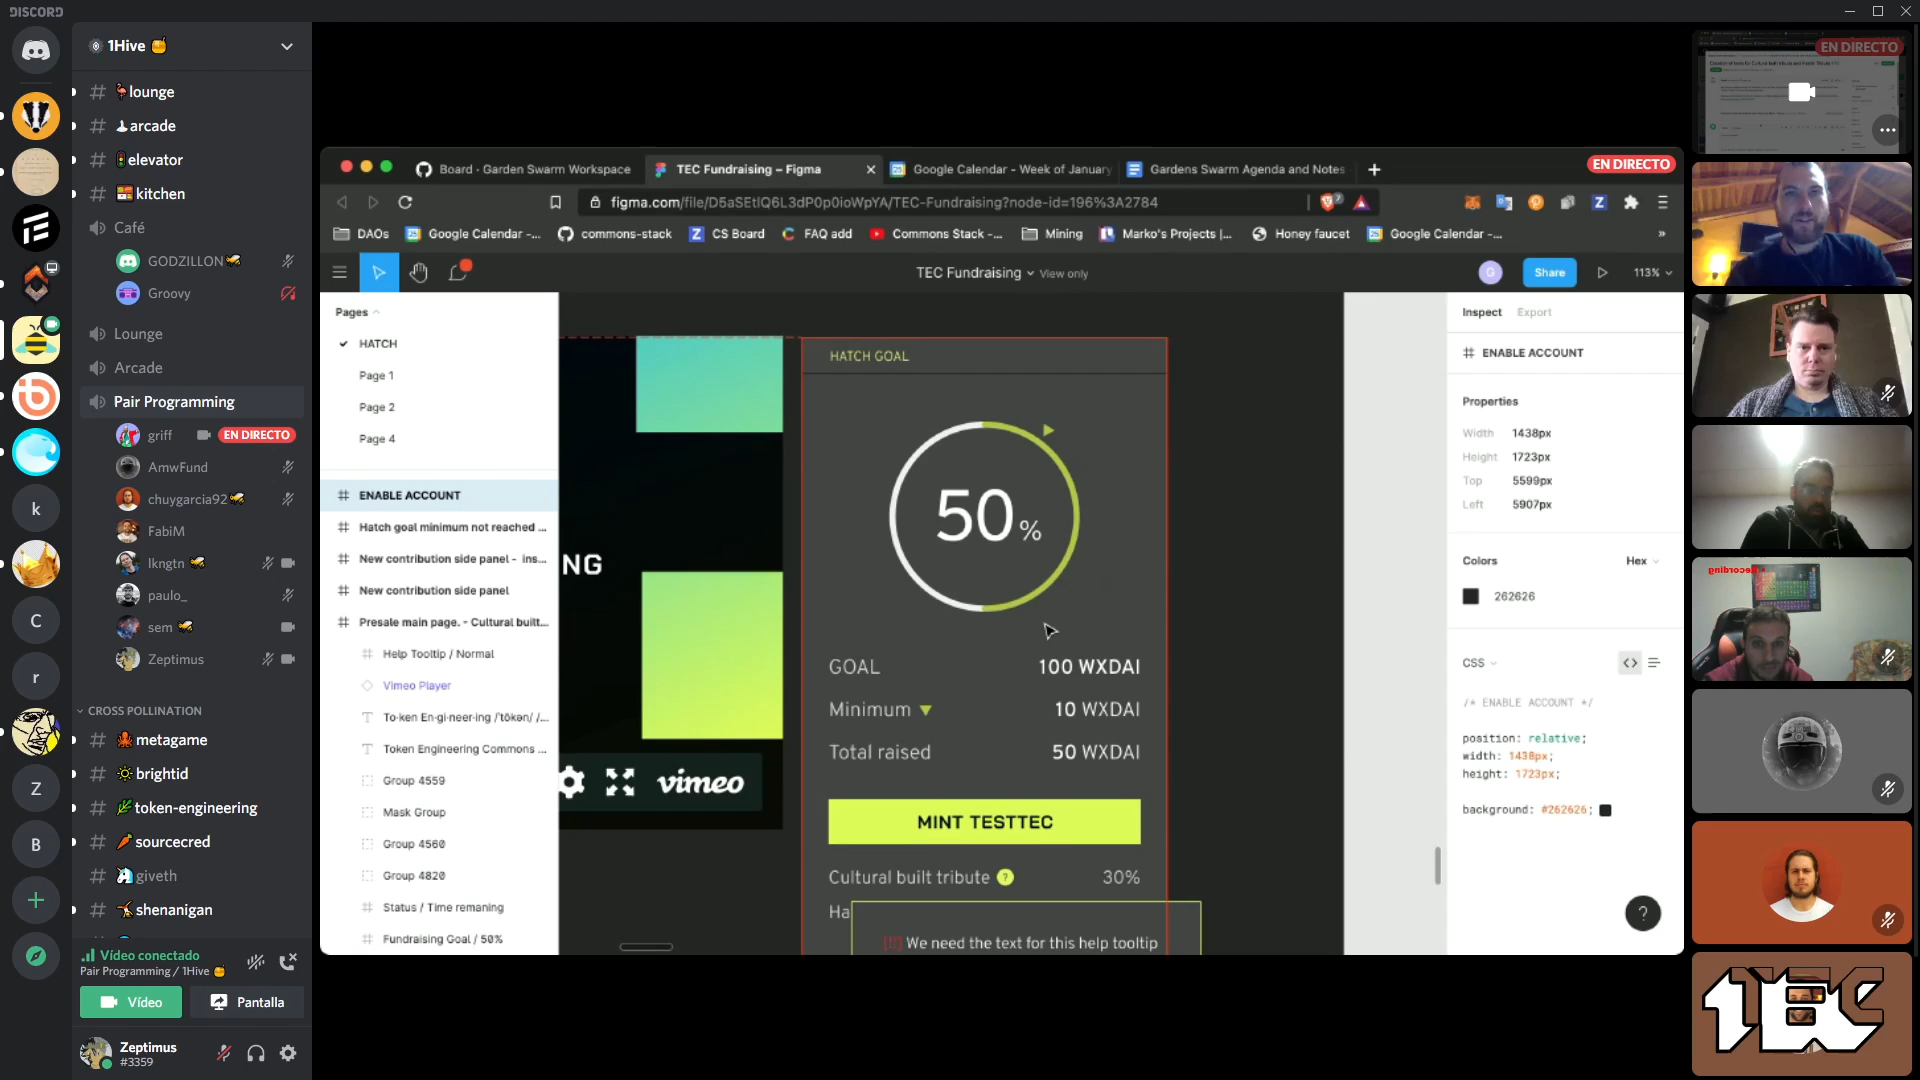 DISCORD
1Hive
lounge
arcade
elevator
kitchen
Café
GODZILLON
Groovy
Lounge
Arcade
Pair Programming
griff EN DIRECTO
AmwFund
chuygarcia92
FabiM
lkngtn
paulo_
sem
Zeptimus
CROSS POLLINATION
metagame
brightid
token-engineering
sourcecred
giveth
shenanigan
k
C
r
Z
B
Vídeo conectado
Pair Programming / 1Hive
Vídeo
Pantalla
Zeptimus
#3359
Board · Garden Swarm Workspace
TEC Fundraising – Figma
Google Calendar - Week of January
Gardens Swarm Agenda and Notes
EN DIRECTO
figma.com/file/D5aSEtIQ6L3dP0p0ioWpYA/TEC-Fundraising?node-id=196%3A2784
DAOs
Google Calendar -...
commons-stack
CS Board
FAQ add
Commons Stack -...
Mining
Marko's Projects |...
Honey faucet
Google Calendar -...
»
TEC Fundraising
View only
G
Share
113%
Pages
HATCH
Page 1
Page 2
Page 4
ENABLE ACCOUNT
Hatch goal minimum not reached ...
New contribution side panel - ins...
New contribution side panel
Presale main page. - Cultural built...
Help Tooltip / Normal
Vimeo Player
To·ken En·gi·neer·ing /ˈtōkən/ /...
Token Engineering Commons ...
Group 4559
Mask Group
Group 4560
Group 4820
Status / Time remaning
Fundraising Goal / 50%
NG
vimeo
HATCH GOAL
50 %
GOAL 100 WXDAI
Minimum 10 WXDAI
Total raised 50 WXDAI
MINT TESTTEC
Cultural built tribute ? 30%
Ha
[!!] We need the text for this help tooltip
Inspect Export
ENABLE ACCOUNT
Properties
Width 1438px
Height 1723px
Top 5599px
Left 5907px
Colors Hex
262626
CSS
/* ENABLE ACCOUNT */
position: relative;
width: 1438px;
height: 1723px;
background: #262626;
?
EN DIRECTO
Recording
TEC